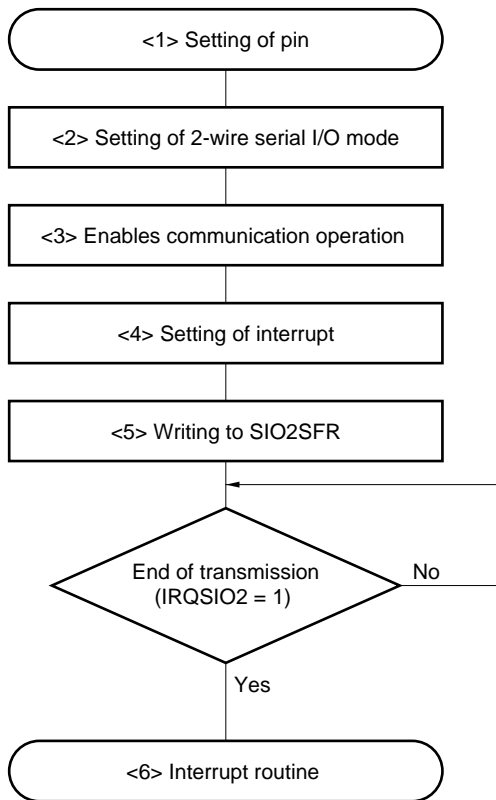 <1> Setting of pin
<2> Setting of 2-wire serial I/O mode
<3> Enables communication operation
<4> Setting of interrupt
<5> Writing to SIO2SFR
End of transmission
(IRQSIO2 = 1)
No
Yes
<6> Interrupt routine